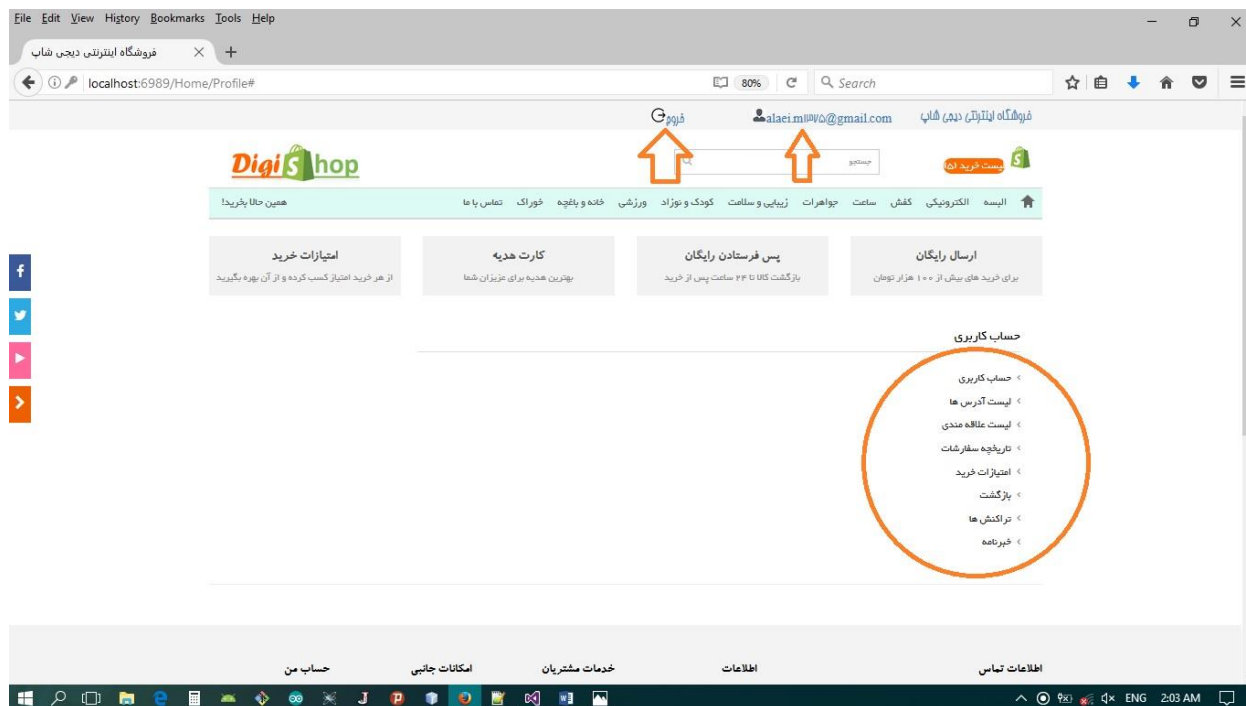 File Edit View History Bookmarks Tools Help
فروشگاه اینترنتی دیجی شاپ
localhost:6989/Home/Profile#
80%
Search
فروشگاه اینترنتی دیجی شاپ
alaei.m۱۳۷۵@gmail.com
خروج
لیست خرید (۵)
جستجو
DigiShop
البسه الکترونیکی کفش ساعت جواهرات زیبایی و سلامت کودک و نوزاد ورزشی خانه و باغچه خوراک تماس با ما
همین حالا بخرید!
ارسال رایگان
برای خرید های بیش از ۱۰۰ هزار تومان
پس فرستادن رایگان
بازگشت کالا تا ۲۴ ساعت پس از خرید
کارت هدیه
بهترین هدیه برای عزیزان شما
امتیازات خرید
از هر خرید امتیاز کسب کرده و از آن بهره بگیرید
حساب کاربری
حساب کاربری
لیست آدرس ها
لیست علاقه مندی
تاریخچه سفارشات
امتیازات خرید
بازگشت
تراکنش ها
خبرنامه
اطلاعات تماس
اطلاعات
خدمات مشتریان
امکانات جانبی
حساب من
ENG 2:03 AM